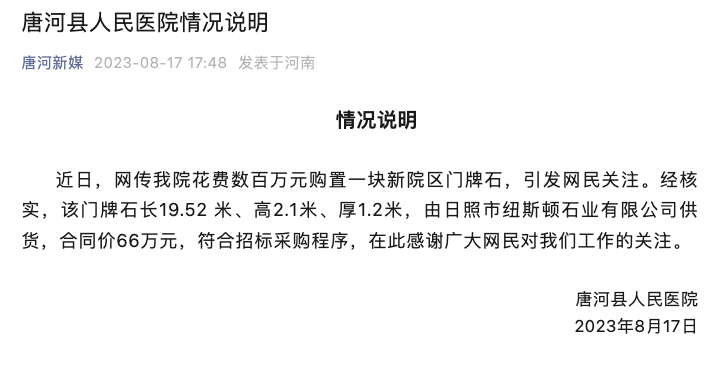 唐河县人民医院情况说明
唐河新媒 2023-08-17 17:48 发表于河南
情况说明
近日，网传我院花费数百万元购置一块新院区门牌石，引发网民关注。经核
实，该门牌石长19.52 米、高2.1米、厚1.2米，由日照市纽斯顿石业有限公司供
货，合同价66万元，符合招标采购程序，在此感谢广大网民对我们工作的关注。
唐河县人民医院
2023年8月17日